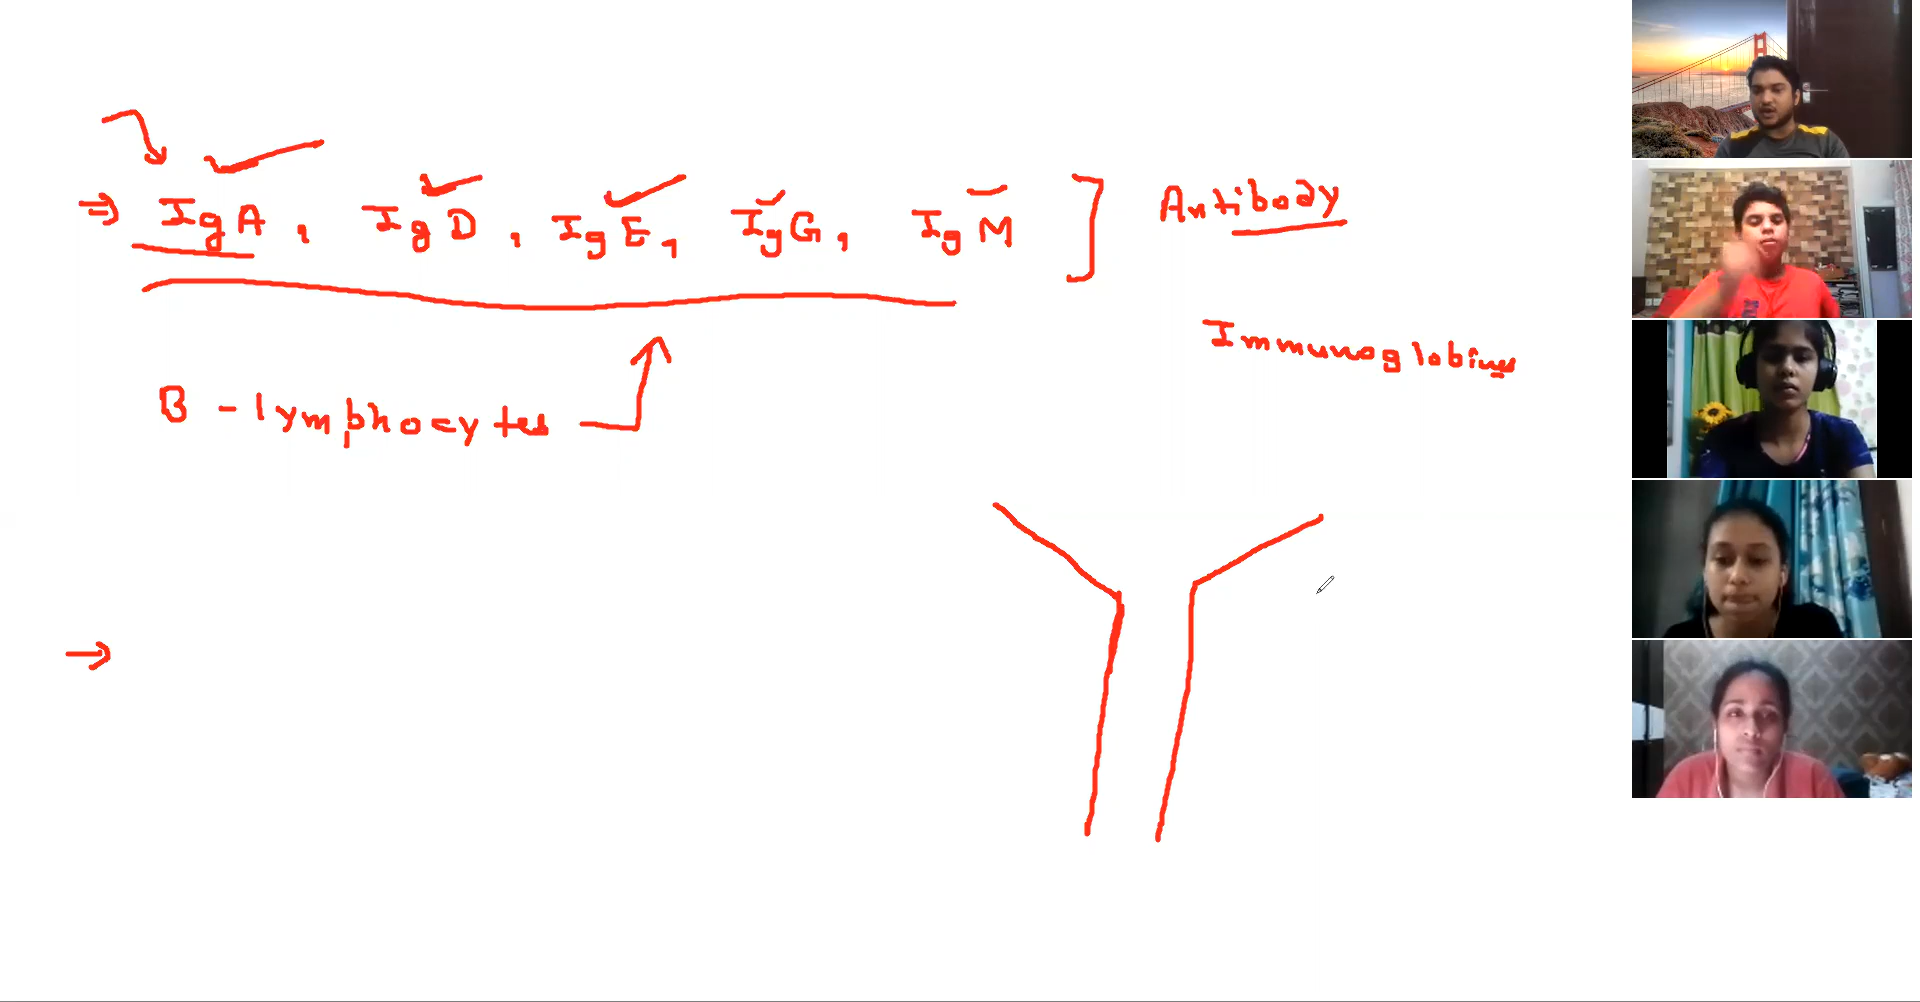 IgA, IgD, IgE, IgG, IgM ] Antibody
Immunoglobins
B-lymphocytes